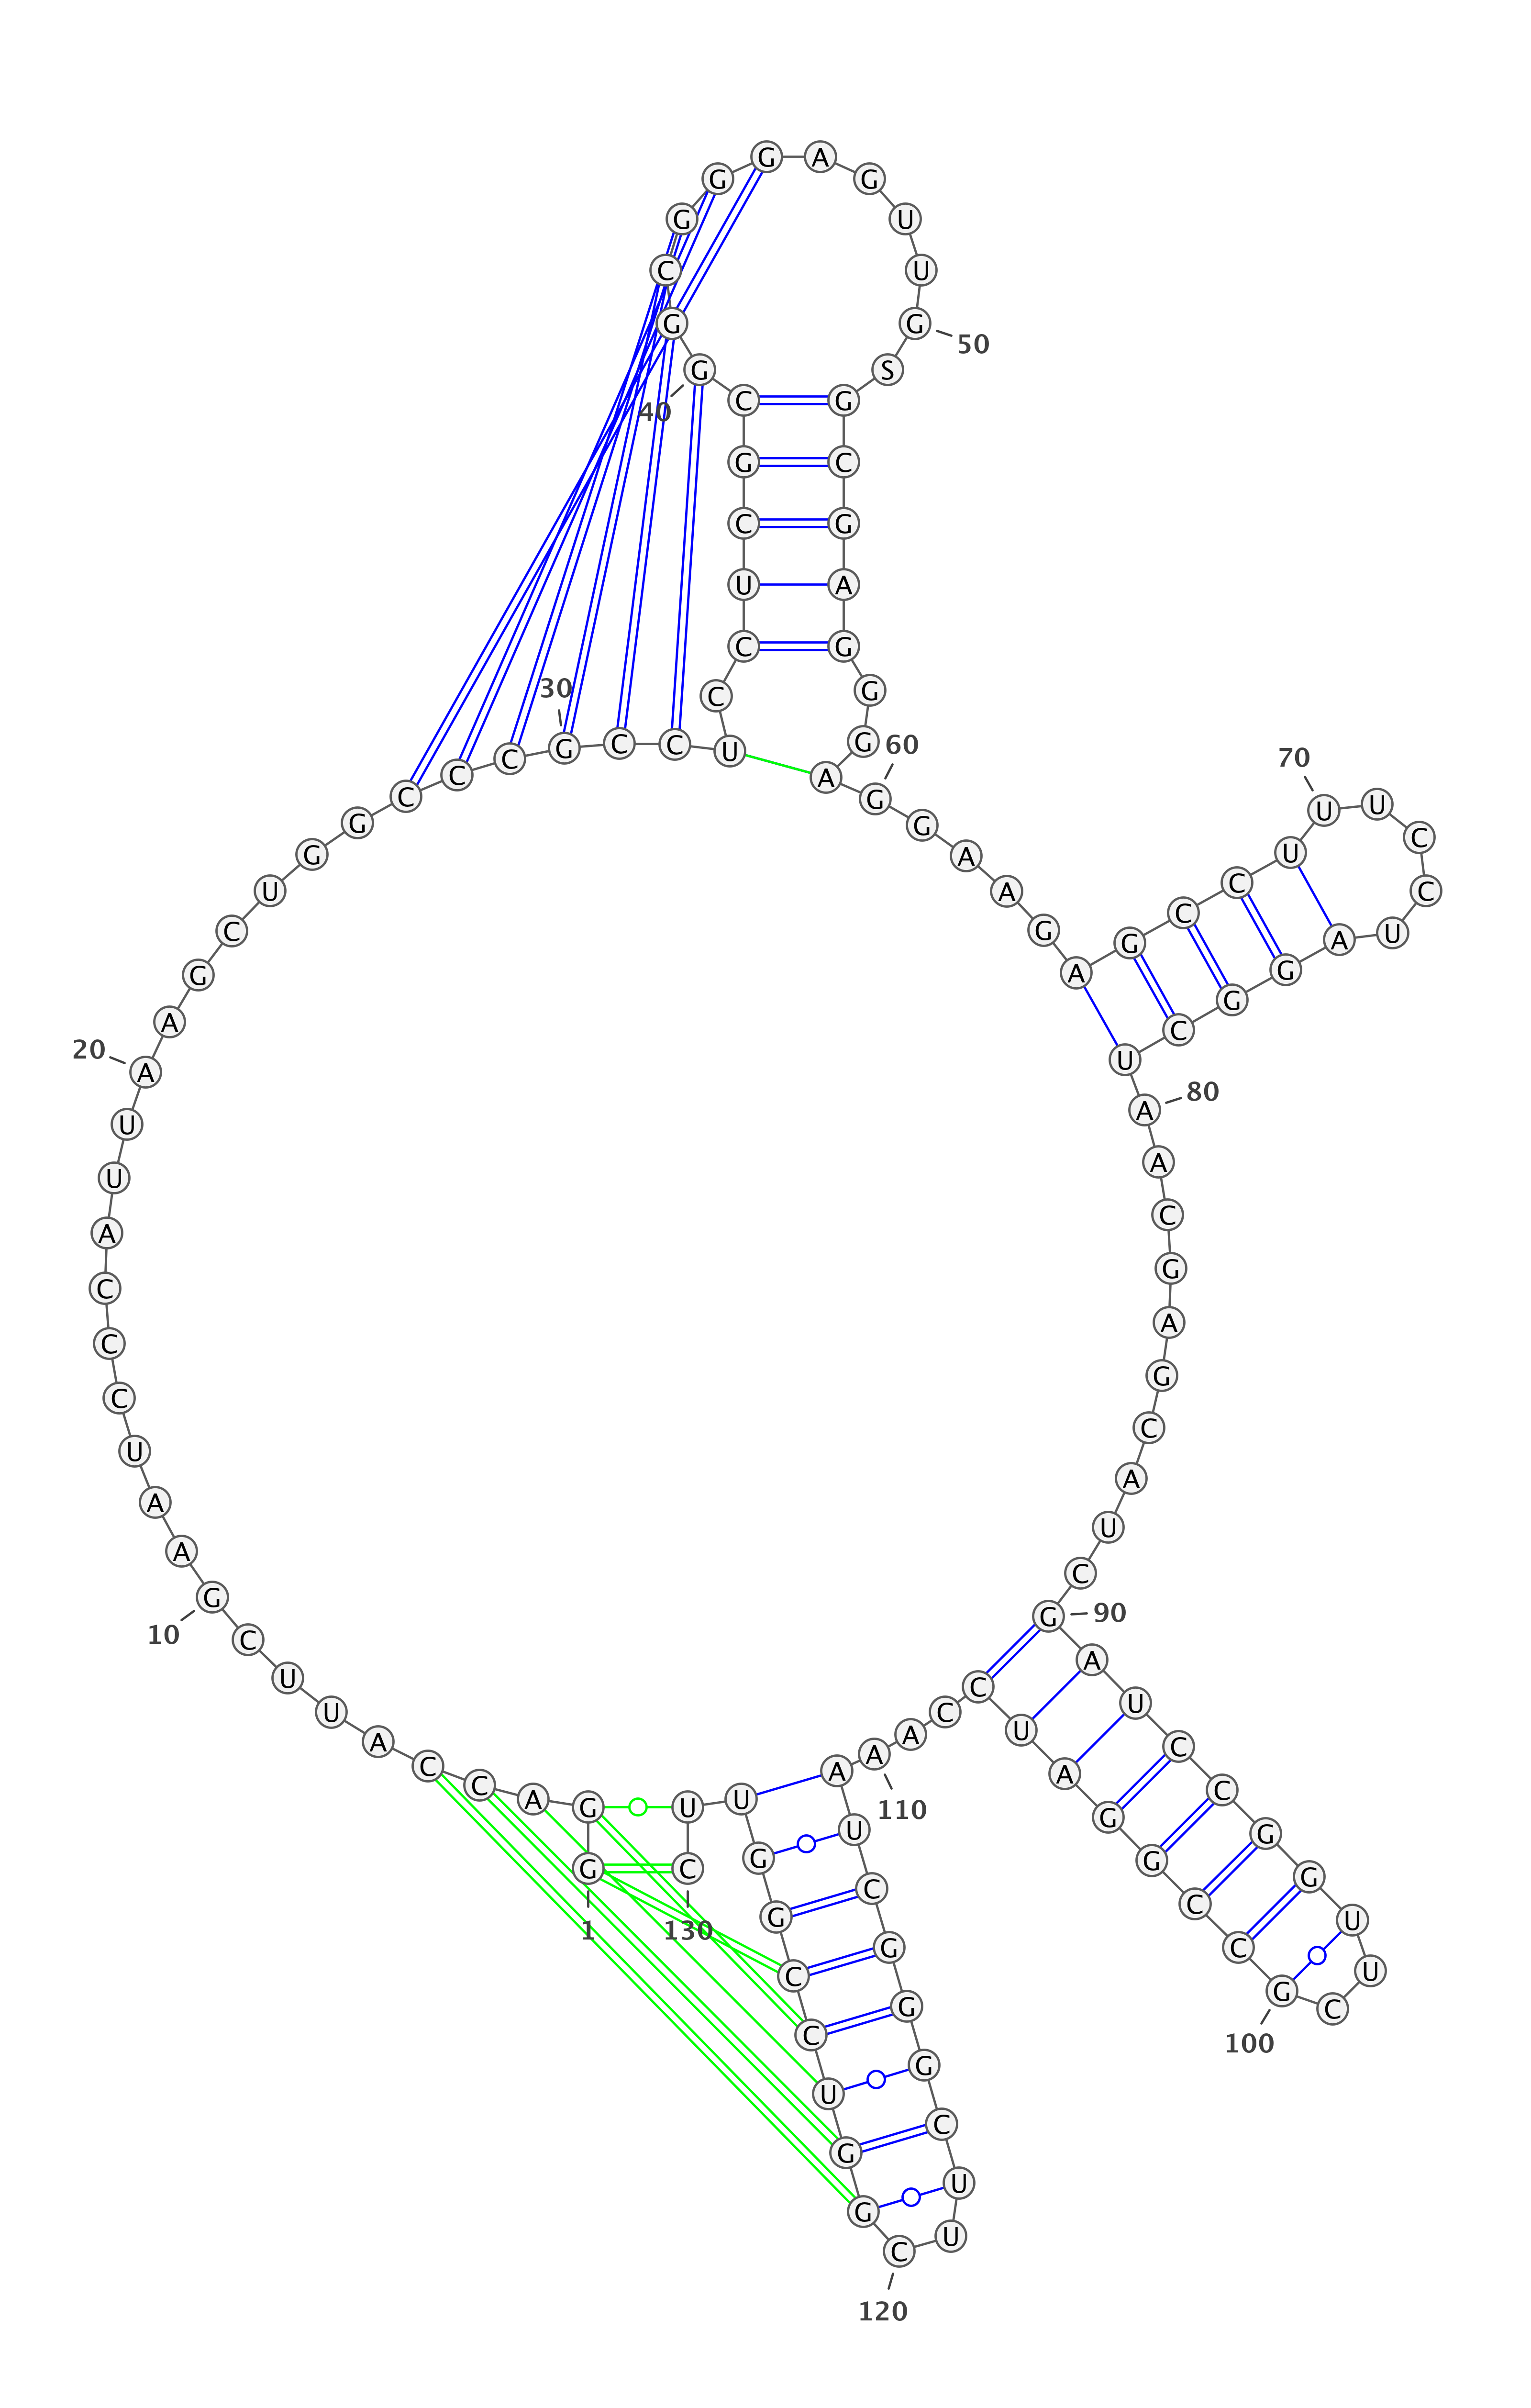 1
G G A C C A U U C G
10
A A U C C C A U U A
20
A G C U G G C C C G
30
C C U C C U C G C G
40
G C G G G A G U U G
50
S G C G A G G G A G
60
G A A G A G C C U U
70
U C C U A G G C U A
80
A C G A G C A U C G
90
A U C C G G U U C G
100
C C G G A U C C A A
110
A U C G G G C U U C
120
G G U C C G G U U C
130